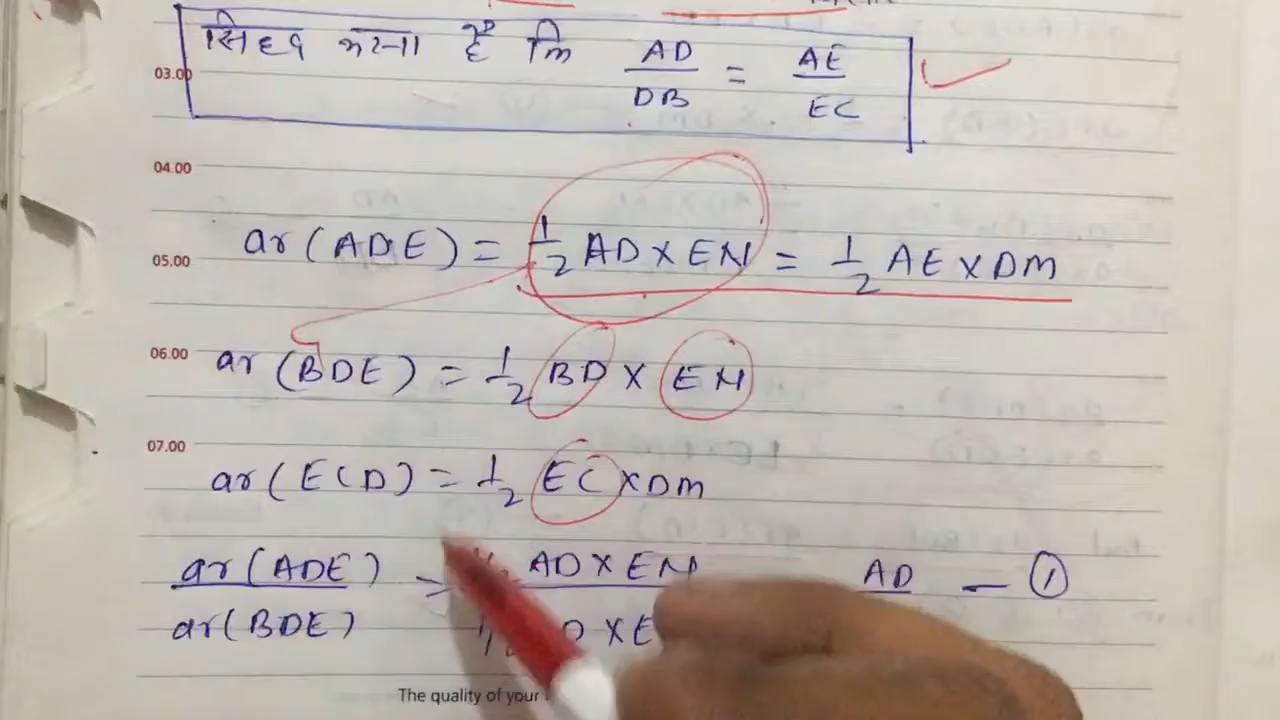 सिद्ध करना है कि AD/DB = AE/EC
03.00
04.00
ar(ADE) = 1/2 AD X EN = 1/2 AE X DM
05.00
06.00
ar(BDE) = 1/2 BD X EN
07.00
ar(ECD) = 1/2 EC X DM
ar(ADE) / ar(BDE) = 1/2 AD X EN AD — ①
The quality of your